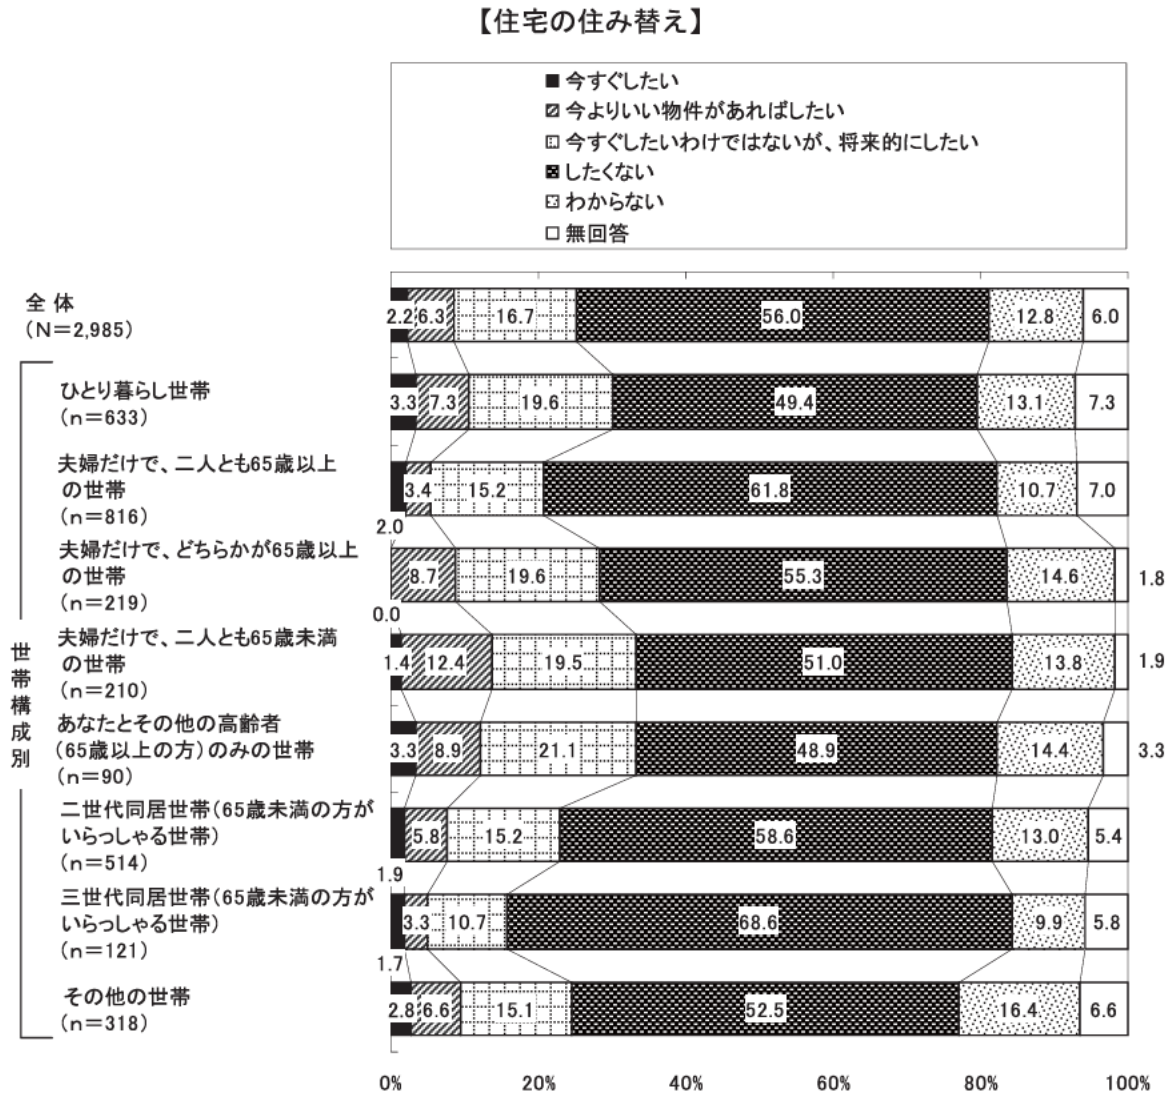 【住宅の住み替え】
今すぐしたい
今よりいい物件があればしたい
今すぐしたいわけではないが、将来的にしたい
したくない
わからない
無回答
全体
(N=2,985)
2.2 6.3 16.7 56.0 12.8 6.0
世帯構成別
ひとり暮らし世帯
(n=633)
3.3 7.3 19.6 49.4 13.1 7.3
夫婦だけで、二人とも65歳以上
の世帯
(n=816)
2.0 3.4 15.2 61.8 10.7 7.0
夫婦だけで、どちらかが65歳以上
の世帯
(n=219)
0.0 8.7 19.6 55.3 14.6 1.8
夫婦だけで、二人とも65歳未満
の世帯
(n=210)
1.4 12.4 19.5 51.0 13.8 1.9
あなたとその他の高齢者
(65歳以上の方)のみの世帯
(n=90)
3.3 8.9 21.1 48.9 14.4 3.3
二世代同居世帯(65歳未満の方が
いらっしゃる世帯)
(n=514)
1.9 5.8 15.2 58.6 13.0 5.4
三世代同居世帯(65歳未満の方が
いらっしゃる世帯)
(n=121)
1.7 3.3 10.7 68.6 9.9 5.8
その他の世帯
(n=318)
2.8 6.6 15.1 52.5 16.4 6.6
0% 20% 40% 60% 80% 100%